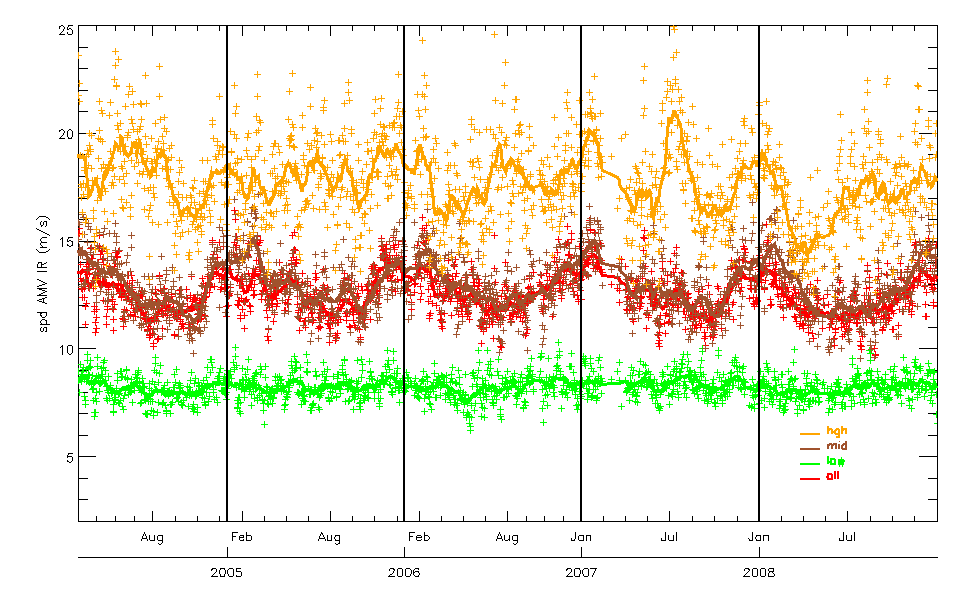 25
20
15
10
5
spd AMV IR (m/s)
hgh
mid
low
all
Aug Feb Aug Feb Aug Jan Jul Jan Jul
2005 2006 2007 2008